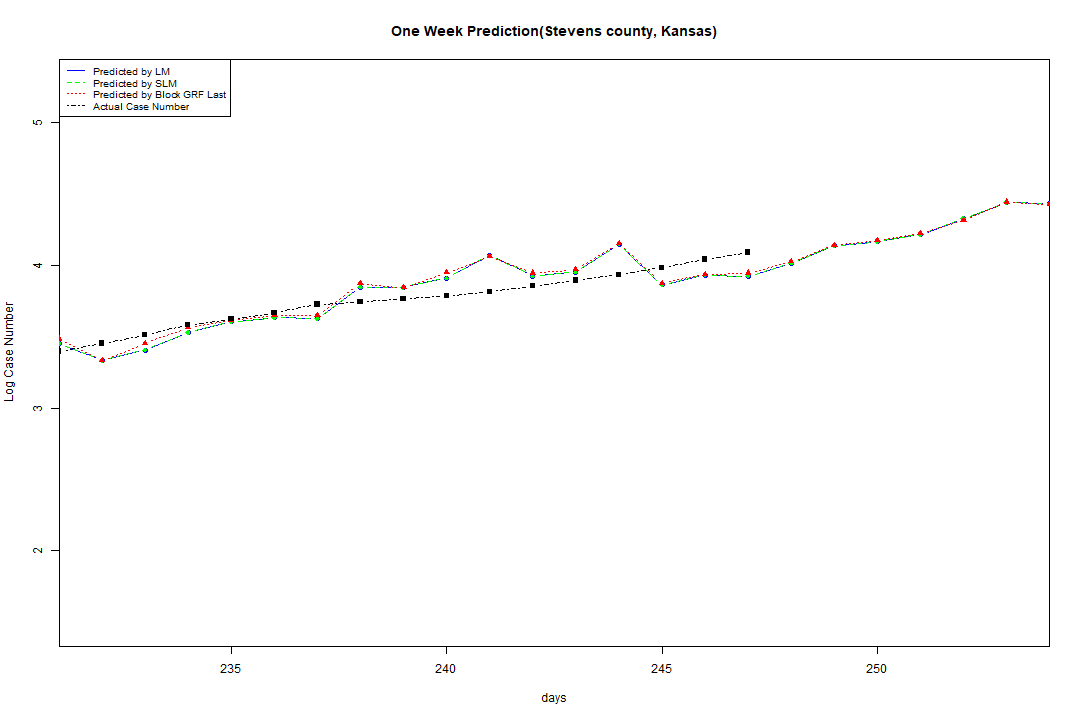 One Week Prediction(Stevens county, Kansas)
Predicted by LM
Predicted by SLM
Predicted by Block GRF Last
Actual Case Number
5
4
3
2
Log Case Number
235 240 245 250
days